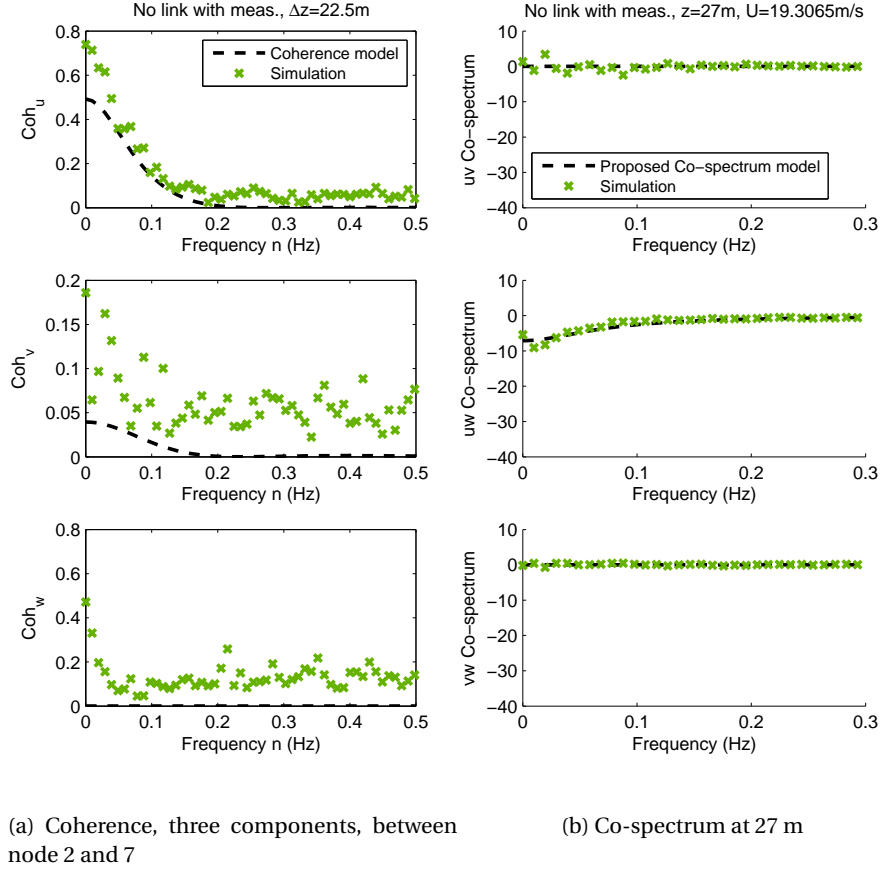 No link with meas., Δz=22.5m
0.8
0.6
0.4
0.2
0
Coh_u
Coherence model
Simulation
0 0.1 0.2 0.3 0.4 0.5
Frequency n (Hz)
0.2
0.15
0.1
0.05
0
Coh_v
0 0.1 0.2 0.3 0.4 0.5
Frequency n (Hz)
0.8
0.6
0.4
0.2
0
Coh_w
0 0.1 0.2 0.3 0.4 0.5
Frequency n (Hz)
(a) Coherence, three components, between
node 2 and 7
No link with meas., z=27m, U=19.3065m/s
10
0
−10
−20
−30
−40
uv Co−spectrum
Proposed Co−spectrum model
Simulation
0 0.1 0.2 0.3
Frequency (Hz)
10
0
−10
−20
−30
−40
uw Co−spectrum
0 0.1 0.2 0.3
Frequency (Hz)
10
0
−10
−20
−30
−40
vw Co−spectrum
0 0.1 0.2 0.3
Frequency (Hz)
(b) Co-spectrum at 27 m